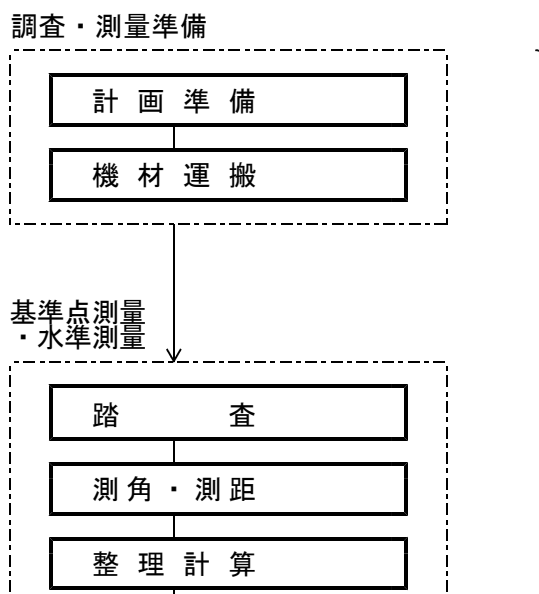 調査・測量準備
計画準備
機材運搬
基準点測量
・水準測量
踏査
測角・測距
整理計算